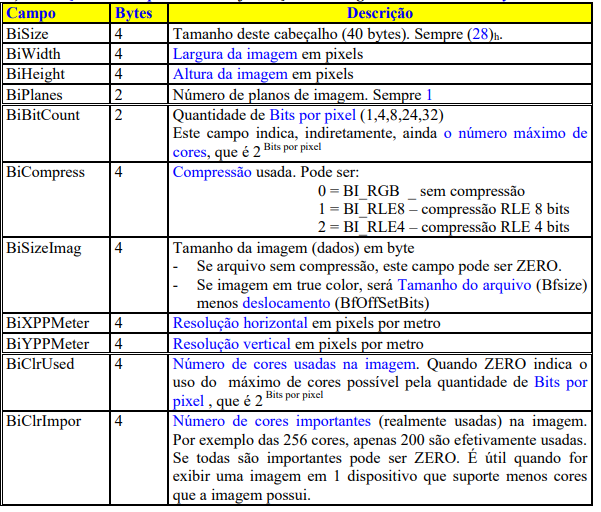 Campo Bytes Descrição
BiSize 4 Tamanho deste cabeçalho (40 bytes). Sempre (28)h.
BiWidth 4 Largura da imagem em pixels
BiHeight 4 Altura da imagem em pixels
BiPlanes 2 Número de planos de imagem. Sempre 1
BiBitCount 2 Quantidade de Bits por pixel (1,4,8,24,32)
Este campo indica, indiretamente, ainda o número máximo de
cores, que é 2 Bits por pixel
BiCompress 4 Compressão usada. Pode ser:
0 = BI_RGB _ sem compressão
1 = BI_RLE8 – compressão RLE 8 bits
2 = BI_RLE4 – compressão RLE 4 bits
BiSizeImag 4 Tamanho da imagem (dados) em byte
- Se arquivo sem compressão, este campo pode ser ZERO.
- Se imagem em true color, será Tamanho do arquivo (Bfsize)
menos deslocamento (BfOffSetBits)
BiXPPMeter 4 Resolução horizontal em pixels por metro
BiYPPMeter 4 Resolução vertical em pixels por metro
BiClrUsed 4 Número de cores usadas na imagem. Quando ZERO indica o
uso do máximo de cores possível pela quantidade de Bits por
pixel , que é 2 Bits por pixel
BiClrImpor 4 Número de cores importantes (realmente usadas) na imagem.
Por exemplo das 256 cores, apenas 200 são efetivamente usadas.
Se todas são importantes pode ser ZERO. É útil quando for
exibir uma imagem em 1 dispositivo que suporte menos cores
que a imagem possui.